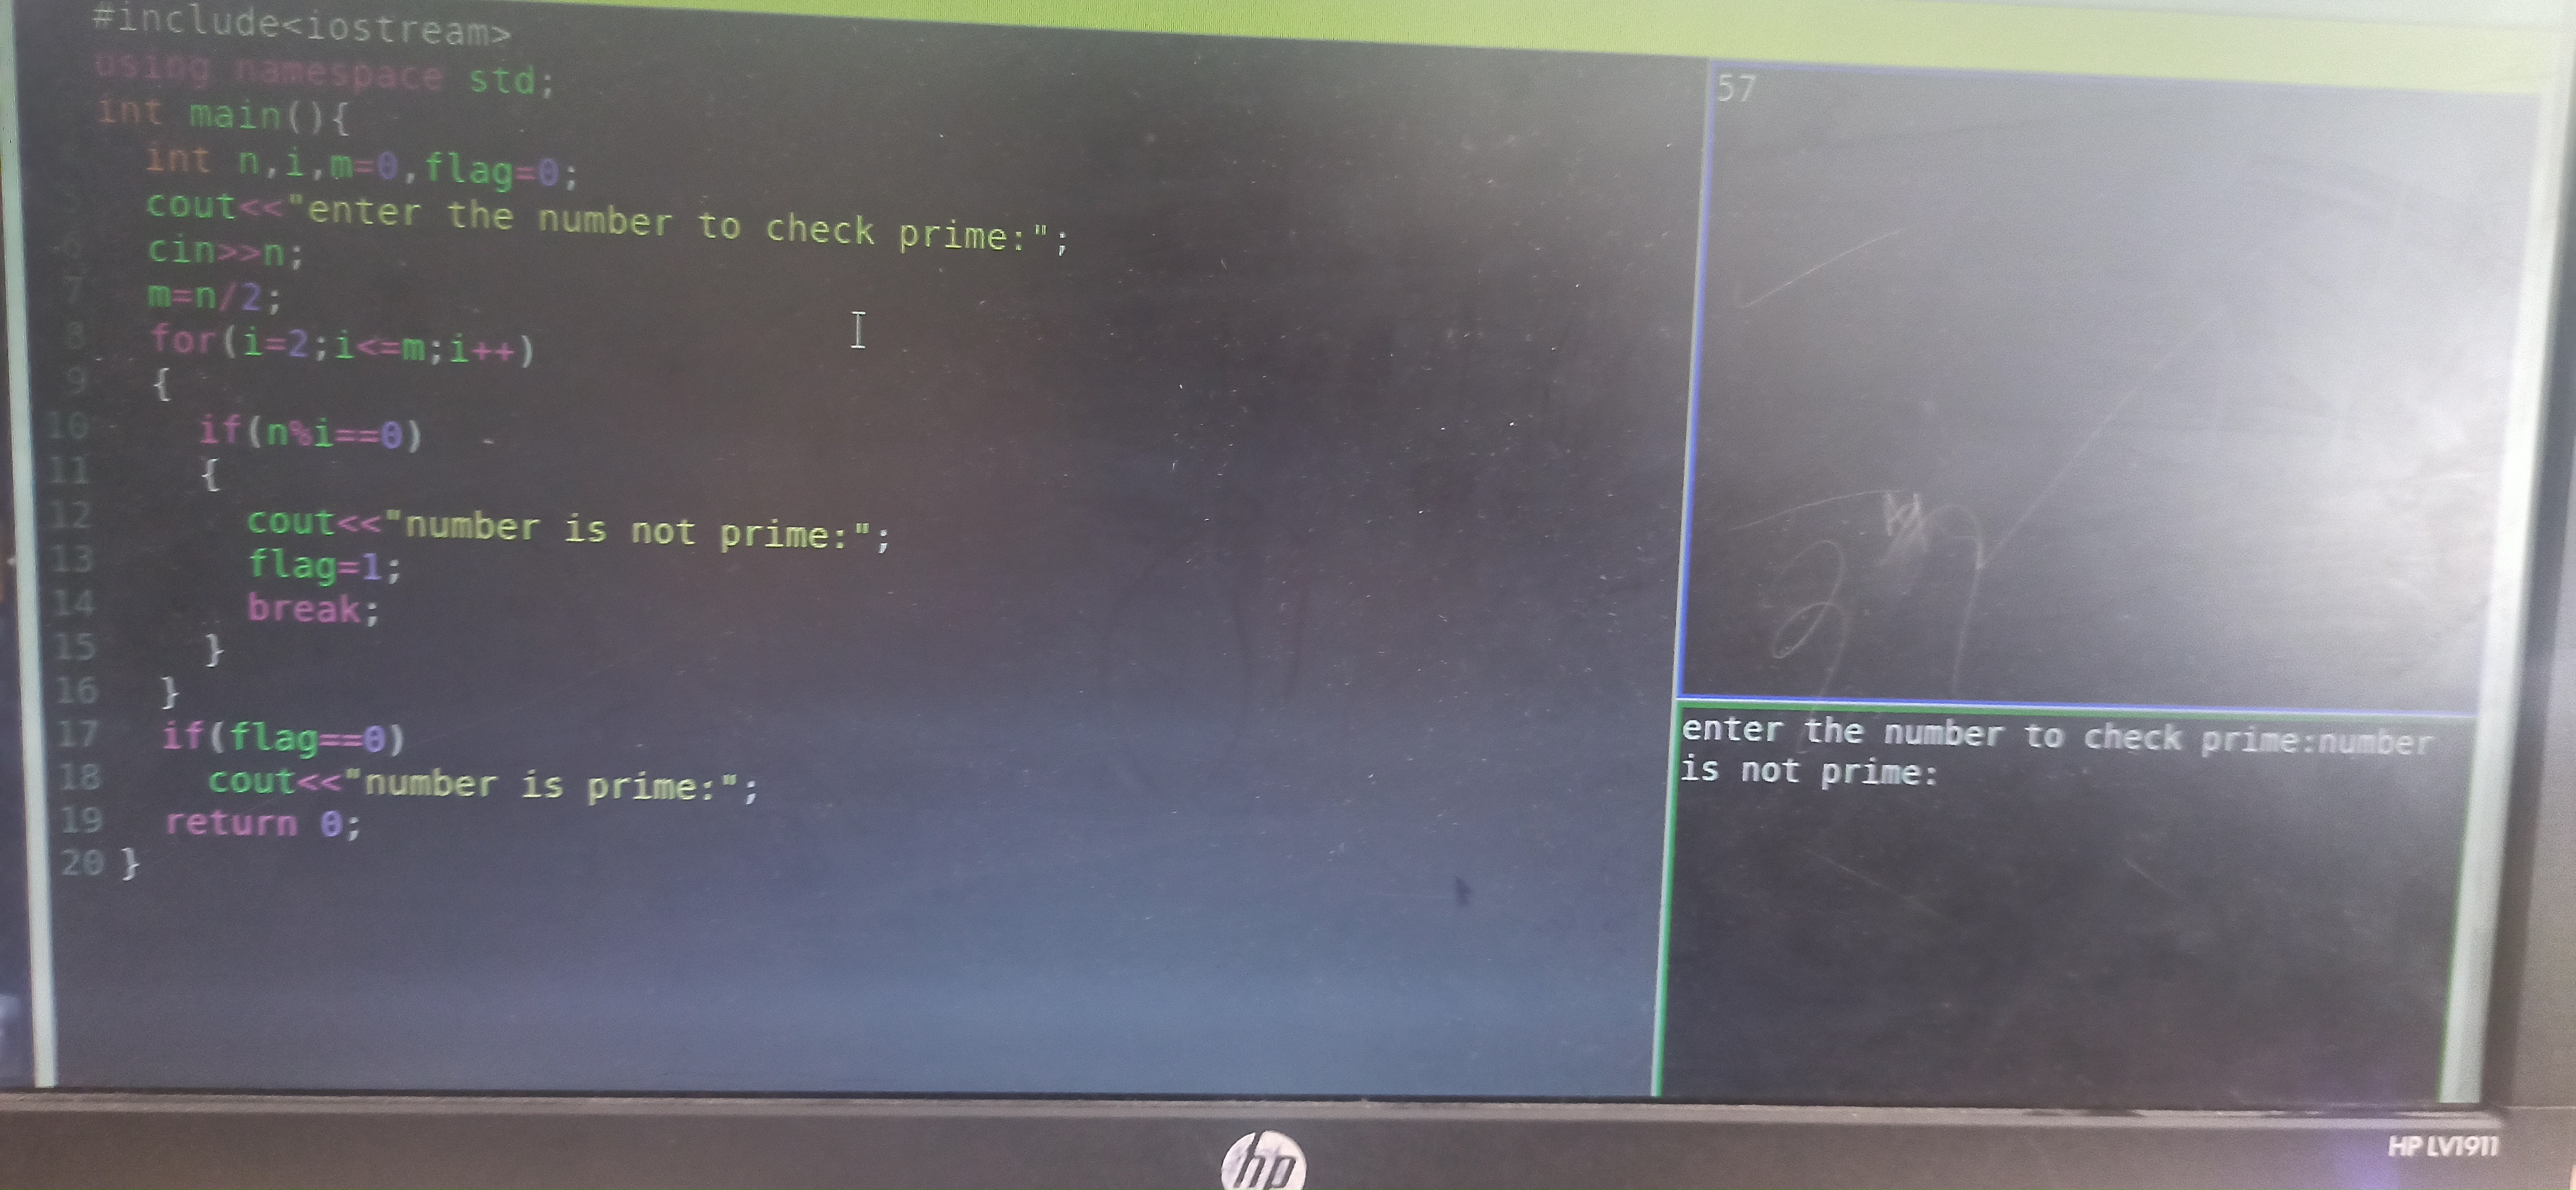 #include<iostream>
using namespace std;
int main(){
int n,i,m=0,flag=0;
cout<<"enter the number to check prime:";
6 cin>>n;
7 m=n/2;
8 for(i=2;i<=m;i++)
9 {
10 if(n%i==0)
11 {
12 cout<<"number is not prime:";
13 flag=1;
14 break;
15 }
16 }
17 if(flag==0)
18 cout<<"number is prime:";
19 return 0;
20 }
57
enter the number to check prime:number
is not prime:
hp
HP LV1911